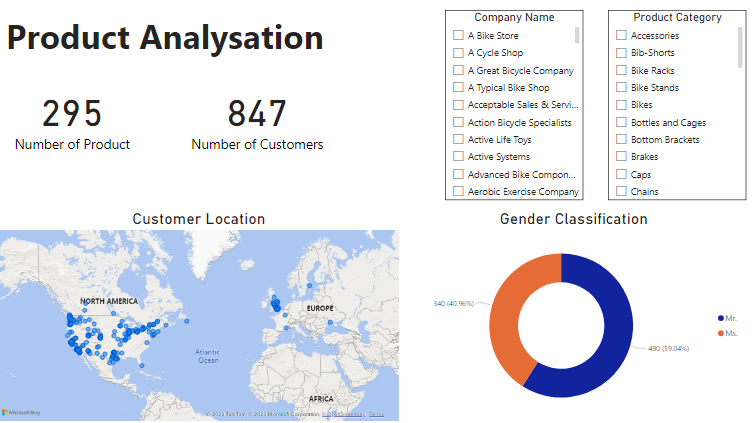 Product Analysation
295
Number of Product
847
Number of Customers
Company Name
A Bike Store
A Cycle Shop
A Great Bicycle Company
A Typical Bike Shop
Acceptable Sales & Servi...
Action Bicycle Specialists
Active Life Toys
Active Systems
Advanced Bike Compon...
Aerobic Exercise Company
Product Category
Accessories
Bib-Shorts
Bike Racks
Bike Stands
Bikes
Bottles and Cages
Bottom Brackets
Brakes
Caps
Chains
Customer Location
NORTH AMERICA
EUROPE
Atlantic
Ocean
AFRICA
Microsoft Bing
© 2023 TomTom, © 2023 Microsoft Corporation, © OpenStreetMap Terms
Gender Classification
340 (40.96%)
490 (59.04%)
Mr.
Ms.